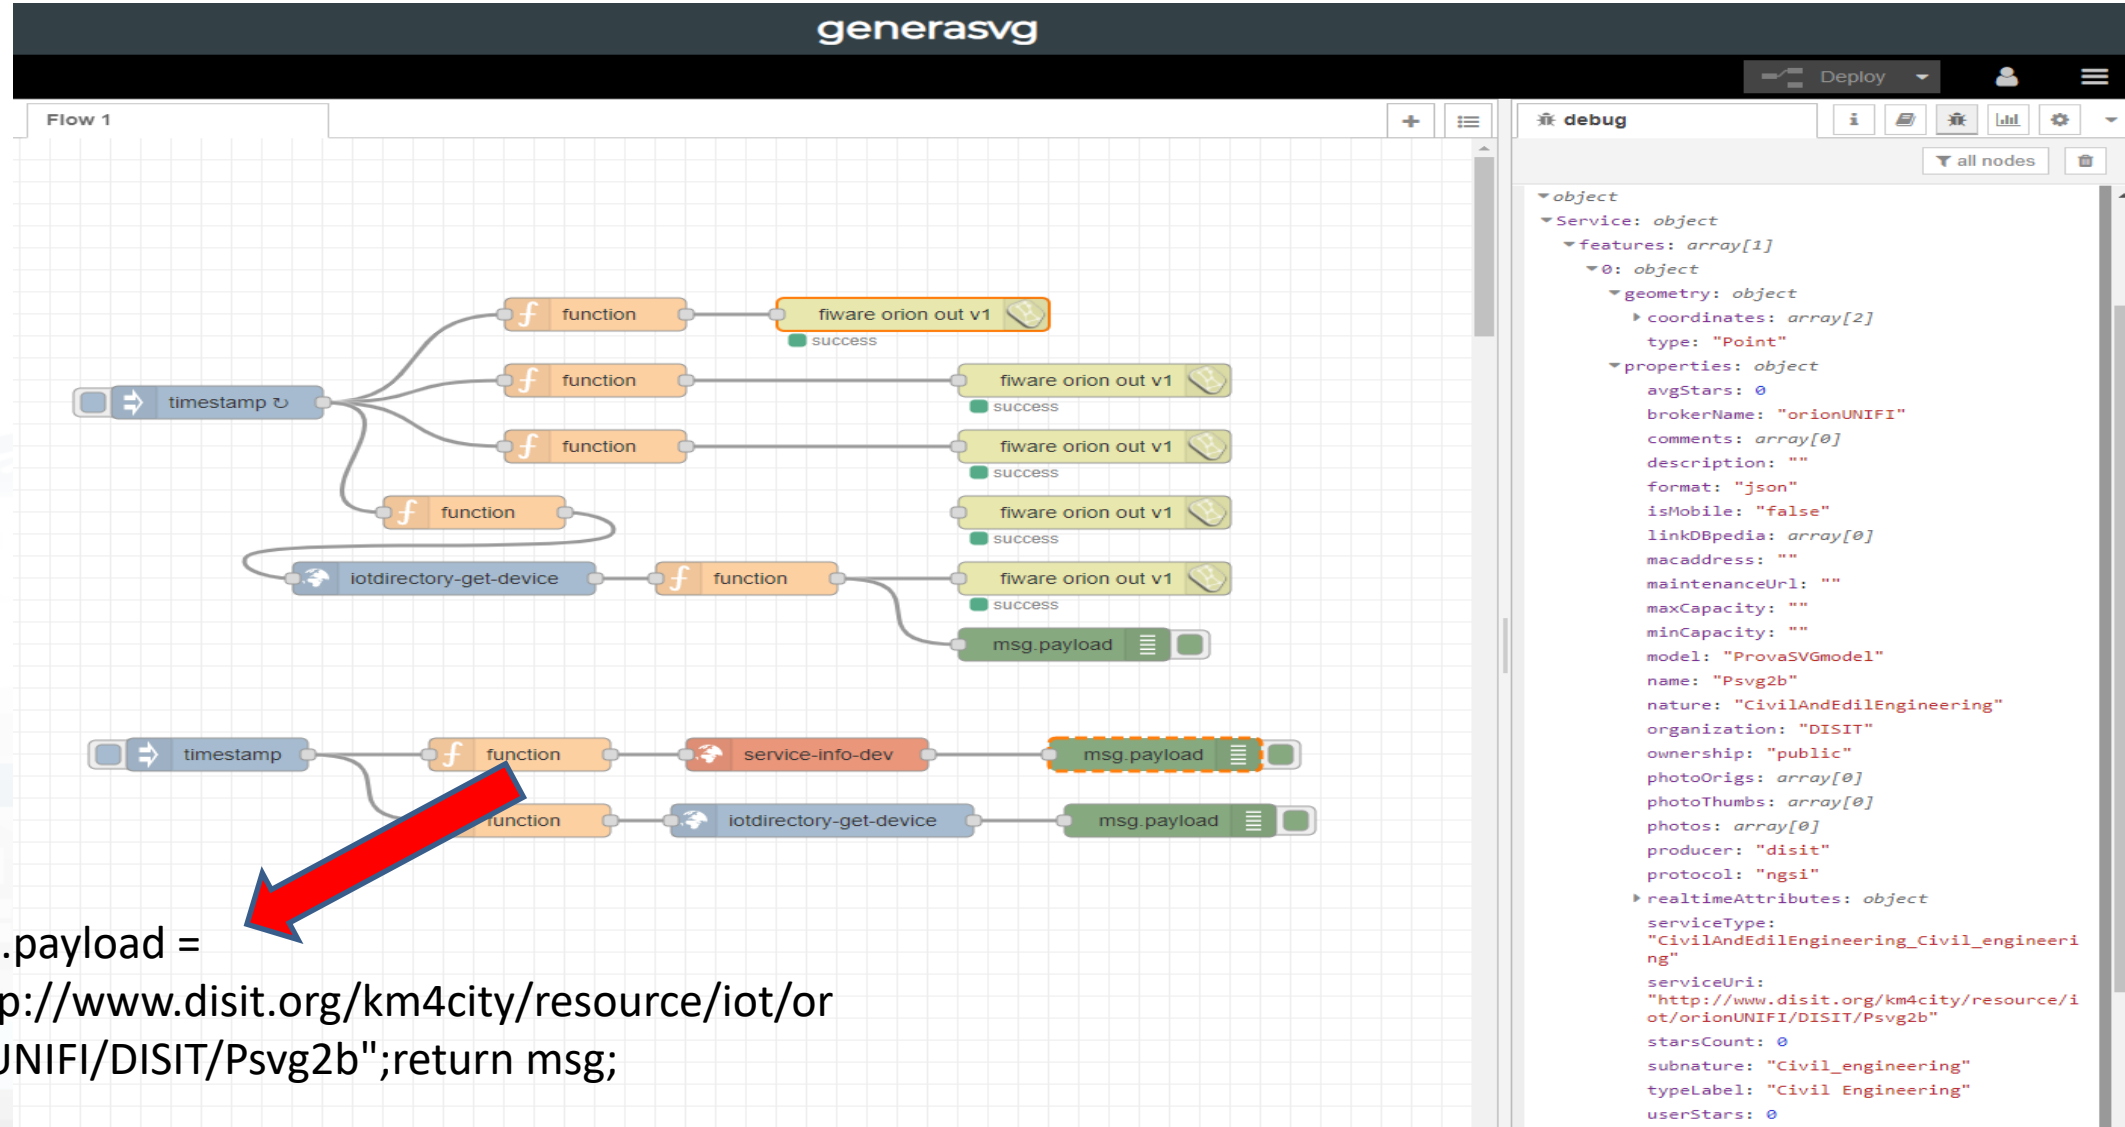 generasvg
Deploy
Flow 1
debug
all nodes
function
fiware orion out v1
success
function
fiware orion out v1
success
timestamp ↻
function
fiware orion out v1
success
function
fiware orion out v1
success
iotdirectory-get-device
function
fiware orion out v1
success
msg.payload
timestamp
function
service-info-dev
msg.payload
function
iotdirectory-get-device
msg.payload
.payload =
p://www.disit.org/km4city/resource/iot/or
UNIFI/DISIT/Psvg2b";return msg;
object
Service: object
features: array[1]
0: object
geometry: object
coordinates: array[2]
type: "Point"
properties: object
avgStars: 0
brokerName: "orionUNIFI"
comments: array[0]
description: ""
format: "json"
isMobile: "false"
linkDBpedia: array[0]
macaddress: ""
maintenanceUrl: ""
maxCapacity: ""
minCapacity: ""
model: "ProvaSVGmodel"
name: "Psvg2b"
nature: "CivilAndEdilEngineering"
organization: "DISIT"
ownership: "public"
photoOrigs: array[0]
photoThumbs: array[0]
photos: array[0]
producer: "disit"
protocol: "ngsi"
realtimeAttributes: object
serviceType:
"CivilAndEdilEngineering_Civil_engineeri
ng"
serviceUri:
"http://www.disit.org/km4city/resource/i
ot/orionUNIFI/DISIT/Psvg2b"
starsCount: 0
subnature: "Civil_engineering"
typeLabel: "Civil Engineering"
userStars: 0